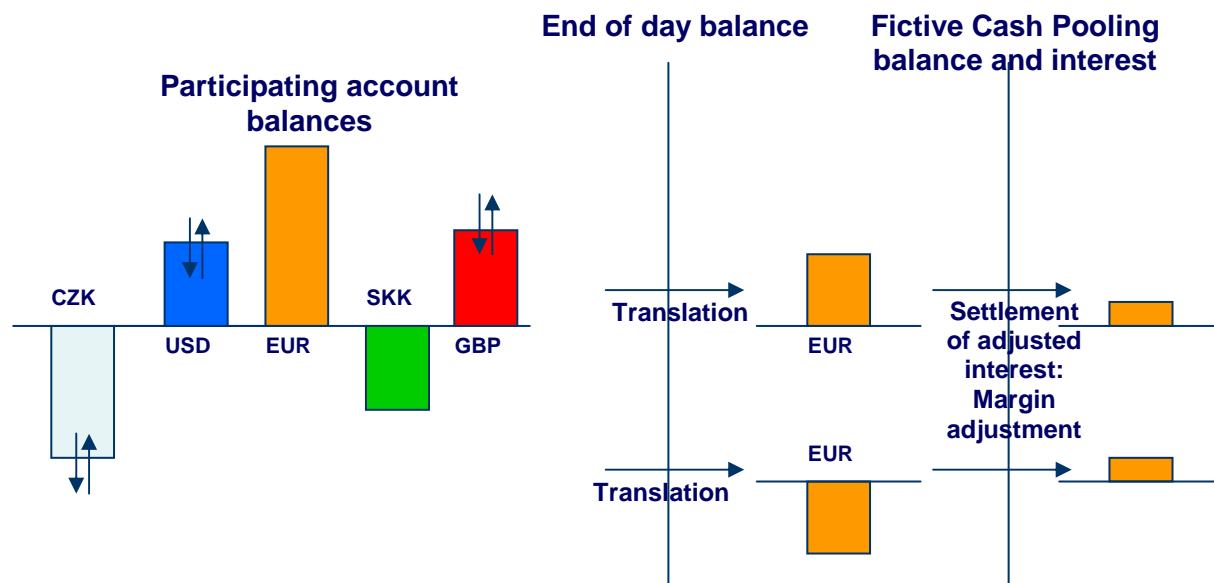 Participating account
balances
CZK
USD
EUR
SKK
GBP
End of day balance
Translation
EUR
Translation
EUR
Fictive Cash Pooling
balance and interest
Settlement
of adjusted
interest:
Margin
adjustment